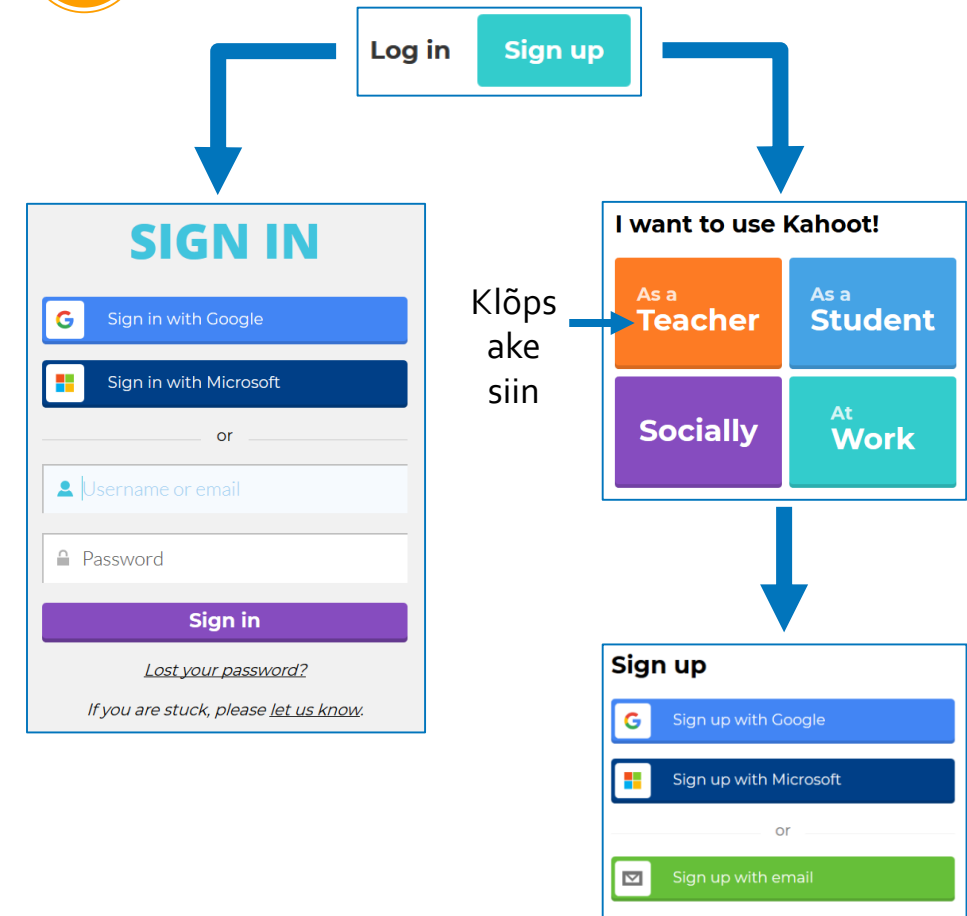 Log in
Sign up
SIGN IN
Sign in with Google
Sign in with Microsoft
or
Username or email
Password
Sign in
Lost your password?
If you are stuck, please let us know.
Klõps
ake
siin
I want to use Kahoot!
As a
Teacher
As a
Student
Socially
At
Work
Sign up
Sign up with Google
Sign up with Microsoft
or
Sign up with email